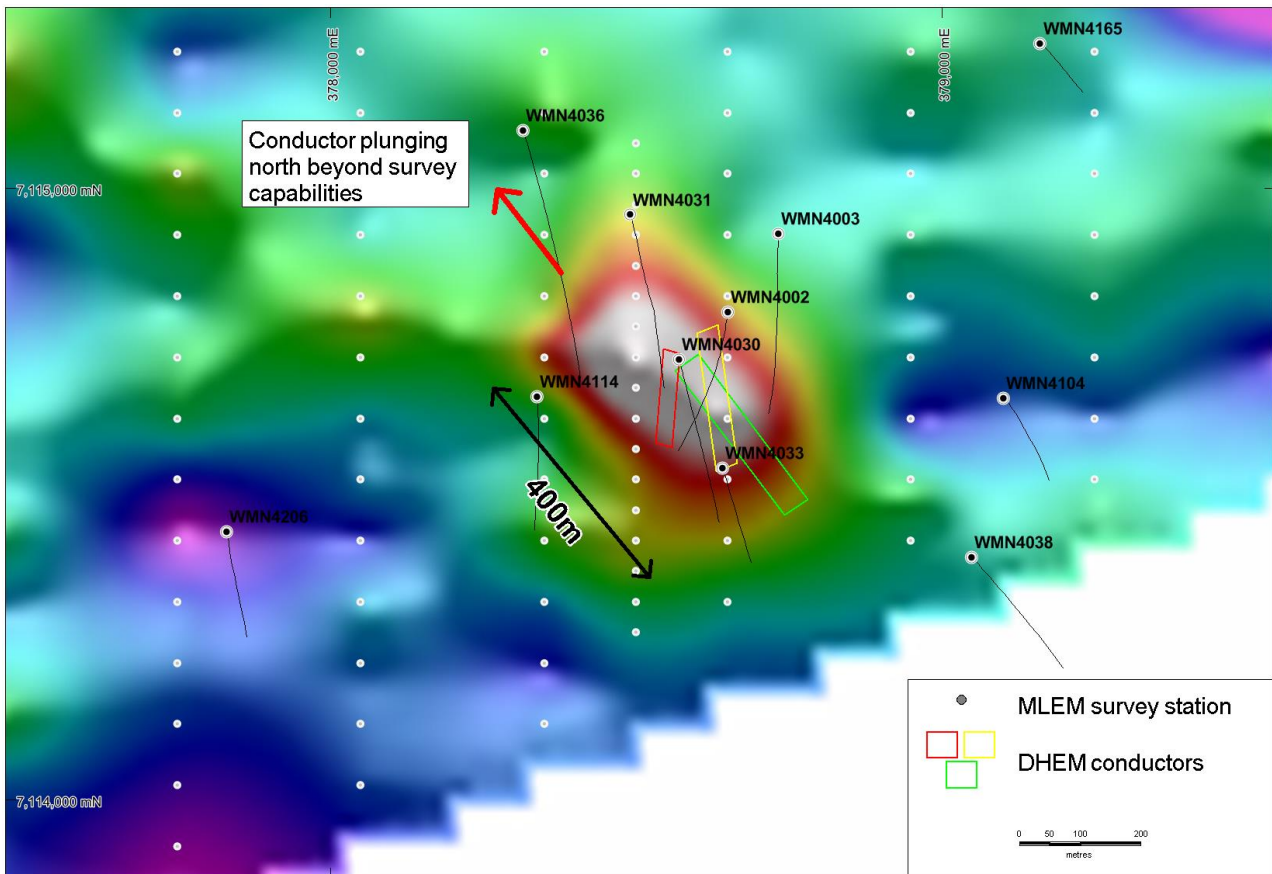 378,000 mE
379,000 mE
WMN4165
WMN4036
Conductor plunging
north beyond survey
capabilities
7,115,000 mN
WMN4031
WMN4003
WMN4002
WMN4030
WMN4114
WMN4104
WMN4033
400m
WMN4206
WMN4038
MLEM survey station
DHEM conductors
7,114,000 mN
0 50 100 200
metres